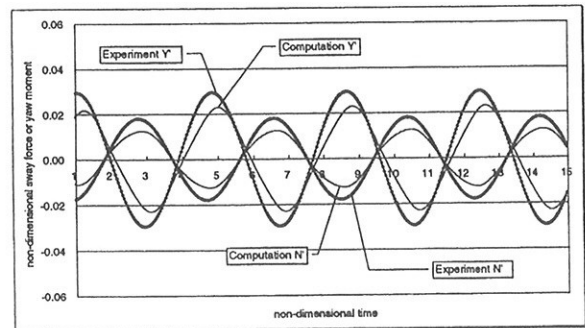 0.06
Experiment Y'
Computation Y'
0.04
0.02
0.00
1 2 3 4 5 6 7 8 9 10 11 12 13 14 15
-0.02
-0.04
-0.06
Computation N'
Experiment N'
non-dimensional sway force or yaw moment
non-dimensional time